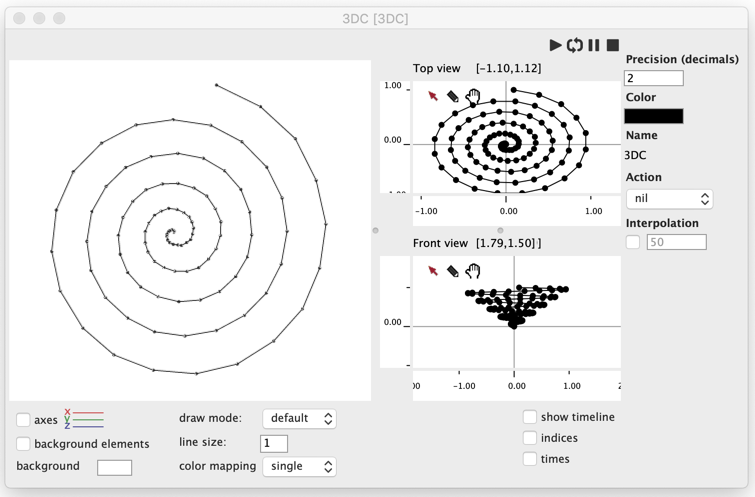 3DC [3DC]
Top view [-1.10,1.12]
1.00
0.00
-1.00
-1.00 0.00 1.00
Front view [1.79,1.50]
0.00
-1.00 0.00 1.00
Precision (decimals)
2
Color
Name
3DC
Action
nil
Interpolation
50
axes X Y Z
draw mode: default
show timeline
background elements
line size: 1
indices
background
color mapping single
times